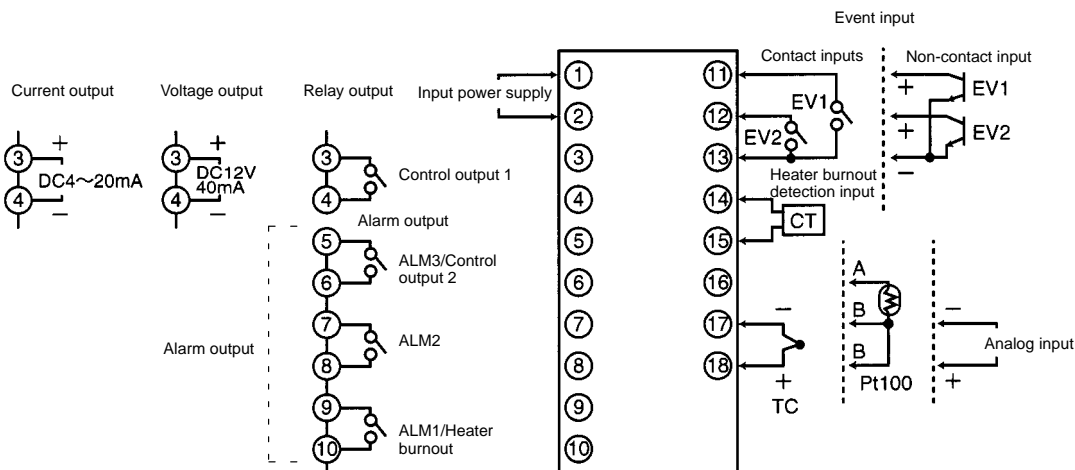 Event input
Current output
Voltage output
Relay output
Input power supply
Contact inputs
Non-contact input
3
4
+
DC4～20mA
−
3
4
+
DC12V
40mA
−
3
4
Control output 1
Alarm output
Alarm output
5
6
ALM3/Control
output 2
7
8
ALM2
9
10
ALM1/Heater
burnout
1
2
3
4
5
6
7
8
9
10
11
12
13
14
15
16
17
18
EV1
EV2
+
EV1
+
EV2
−
Heater burnout
detection input
CT
−
+
TC
A
B
B
Pt100
−
+
Analog input